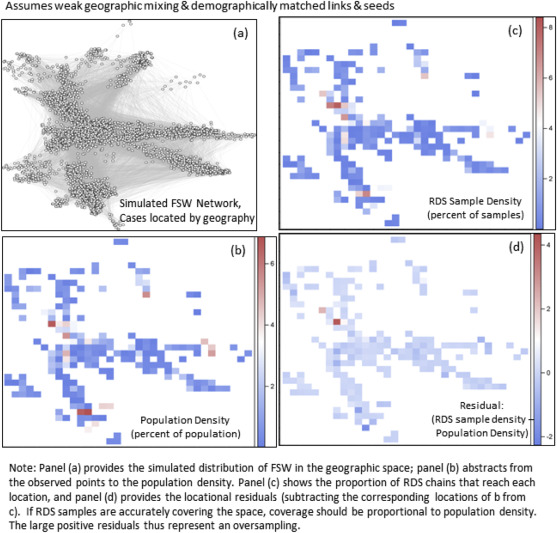 Assumes weak geographic mixing & demographically matched links & seeds
(a)
Simulated FSW Network,
Cases located by geography
(c)
8
6
4
2
RDS Sample Density
(percent of samples)
(b)
6
4
2
Population Density
(percent of population)
(d)
4
2
0
-2
Residual:
(RDS sample density –
Population Density)
Note: Panel (a) provides the simulated distribution of FSW in the geographic space; panel (b) abstracts from
the observed points to the population density. Panel (c) shows the proportion of RDS chains that reach each
location, and panel (d) provides the locational residuals (subtracting the corresponding locations of b from
c). If RDS samples are accurately covering the space, coverage should be proportional to population density.
The large positive residuals thus represent an oversampling.